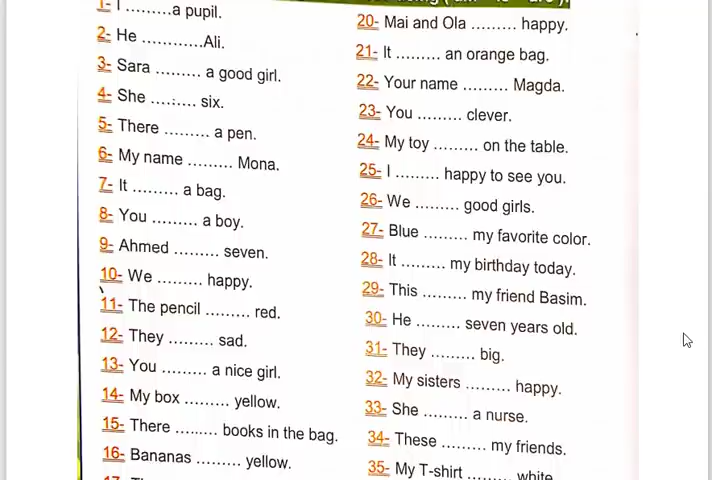 ( am - is - are ).
1- I .........a pupil.
2- He ............Ali.
3- Sara ......... a good girl.
4- She ......... six.
5- There ......... a pen.
6- My name ......... Mona.
7- It ......... a bag.
8- You ......... a boy.
9- Ahmed ......... seven.
10- We ......... happy.
11- The pencil ......... red.
12- They ......... sad.
13- You ......... a nice girl.
14- My box ......... yellow.
15- There ......... books in the bag.
16- Bananas ......... yellow.
20- Mai and Ola ......... happy.
21- It ......... an orange bag.
22- Your name ......... Magda.
23- You ......... clever.
24- My toy ......... on the table.
25- I ......... happy to see you.
26- We ......... good girls.
27- Blue ......... my favorite color.
28- It ......... my birthday today.
29- This ......... my friend Basim.
30- He ......... seven years old.
31- They ......... big.
32- My sisters ......... happy.
33- She ......... a nurse.
34- These ......... my friends.
35- My T-shirt ......... white